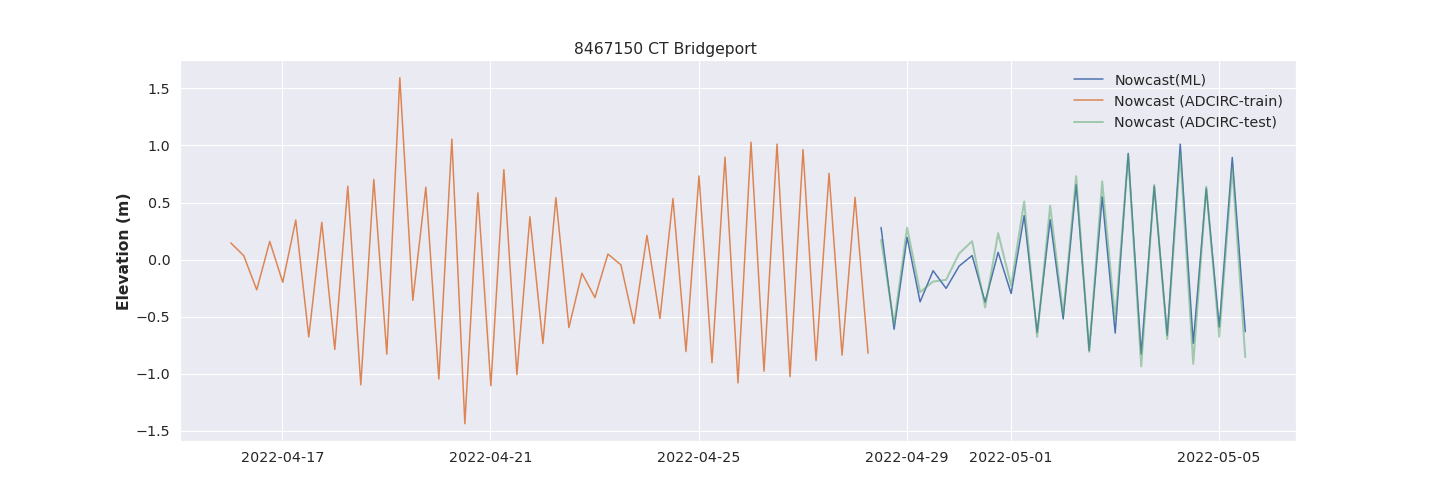 8467150 CT Bridgeport
Nowcast(ML)
Nowcast (ADCIRC-train)
Nowcast (ADCIRC-test)
Elevation (m)
1.5
1.0
0.5
0.0
−0.5
−1.0
−1.5
2022-04-17 2022-04-21 2022-04-25 2022-04-29 2022-05-01 2022-05-05